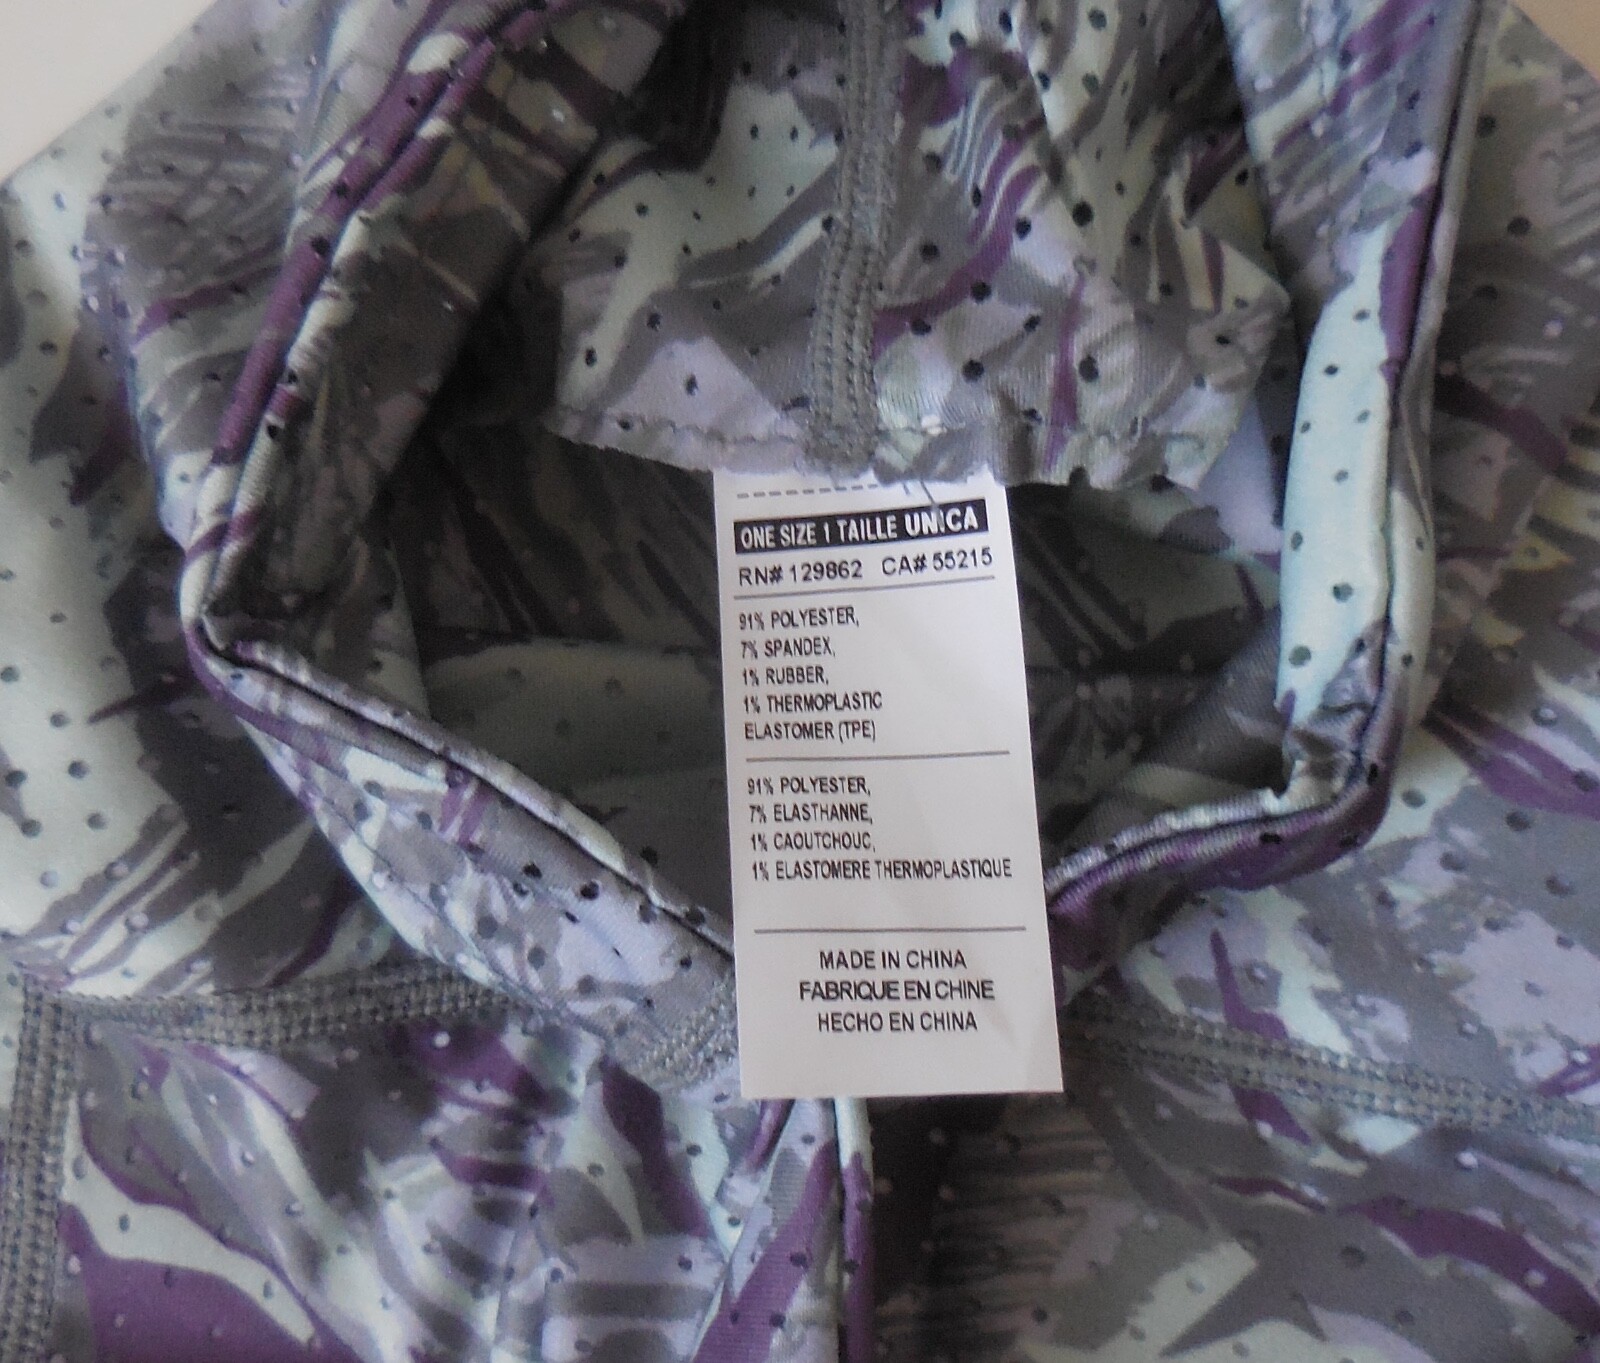 ONE SIZE 1 TAILLE UNICA
RN# 129862 CA# 55215
91% POLYESTER,
7% SPANDEX,
1% RUBBER,
1% THERMOPLASTIC
ELASTOMER (TPE)
91% POLYESTER,
7% ELASTHANNE,
1% CAOUTCHOUC,
1% ELASTOMERE THERMOPLASTIQUE
MADE IN CHINA
FABRIQUE EN CHINE
HECHO EN CHINA